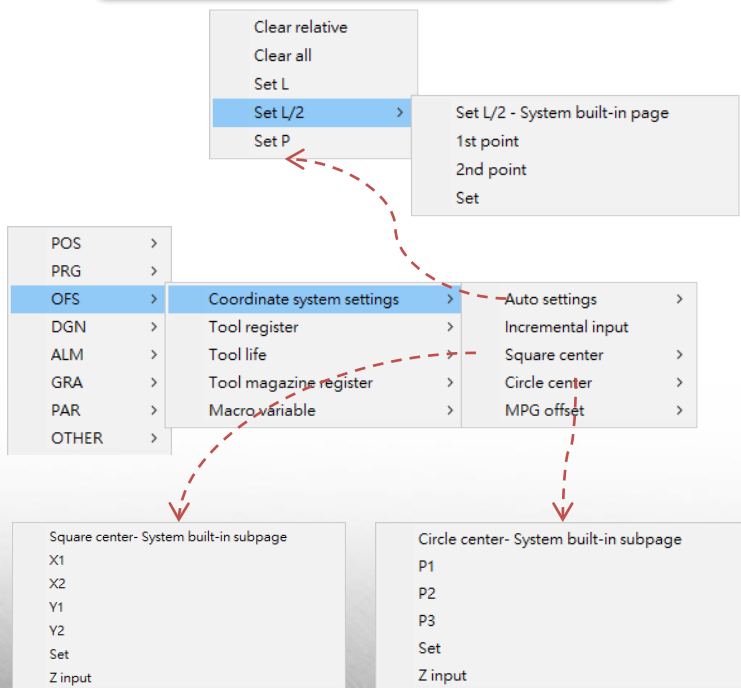 Clear relative
Clear all
Set L
Set L/2 >
Set P
Set L/2 - System built-in page
1st point
2nd point
Set
POS >
PRG >
OFS >
DGN >
ALM >
GRA >
PAR >
OTHER >
Coordinate system settings >
Tool register >
Tool life >
Tool magazine register >
Macro variable >
Auto settings >
Incremental input
Square center >
Circle center >
MPG offset >
Square center- System built-in subpage
X1
X2
Y1
Y2
Set
Z input
Circle center- System built-in subpage
P1
P2
P3
Set
Z input